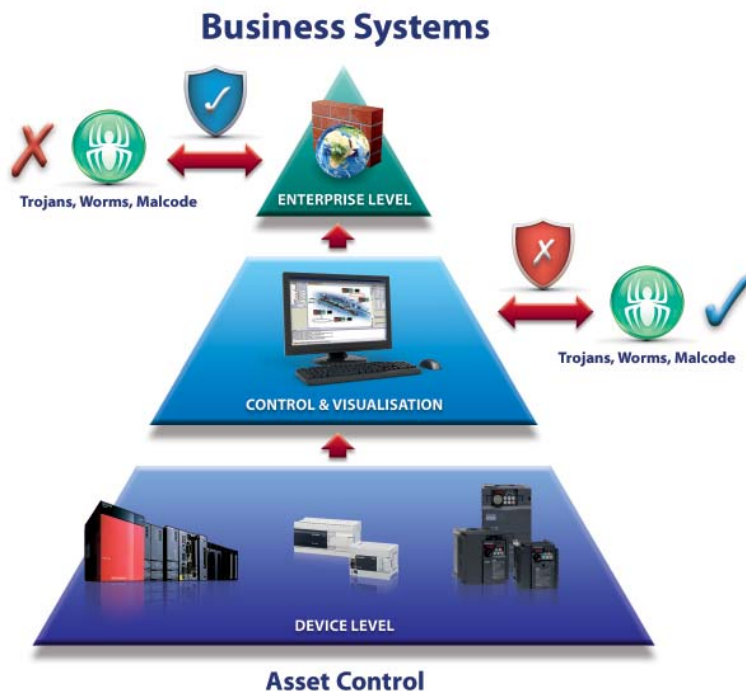 Business Systems
Trojans, Worms, Malcode
ENTERPRISE LEVEL
Trojans, Worms, Malcode
CONTROL & VISUALISATION
DEVICE LEVEL
Asset Control